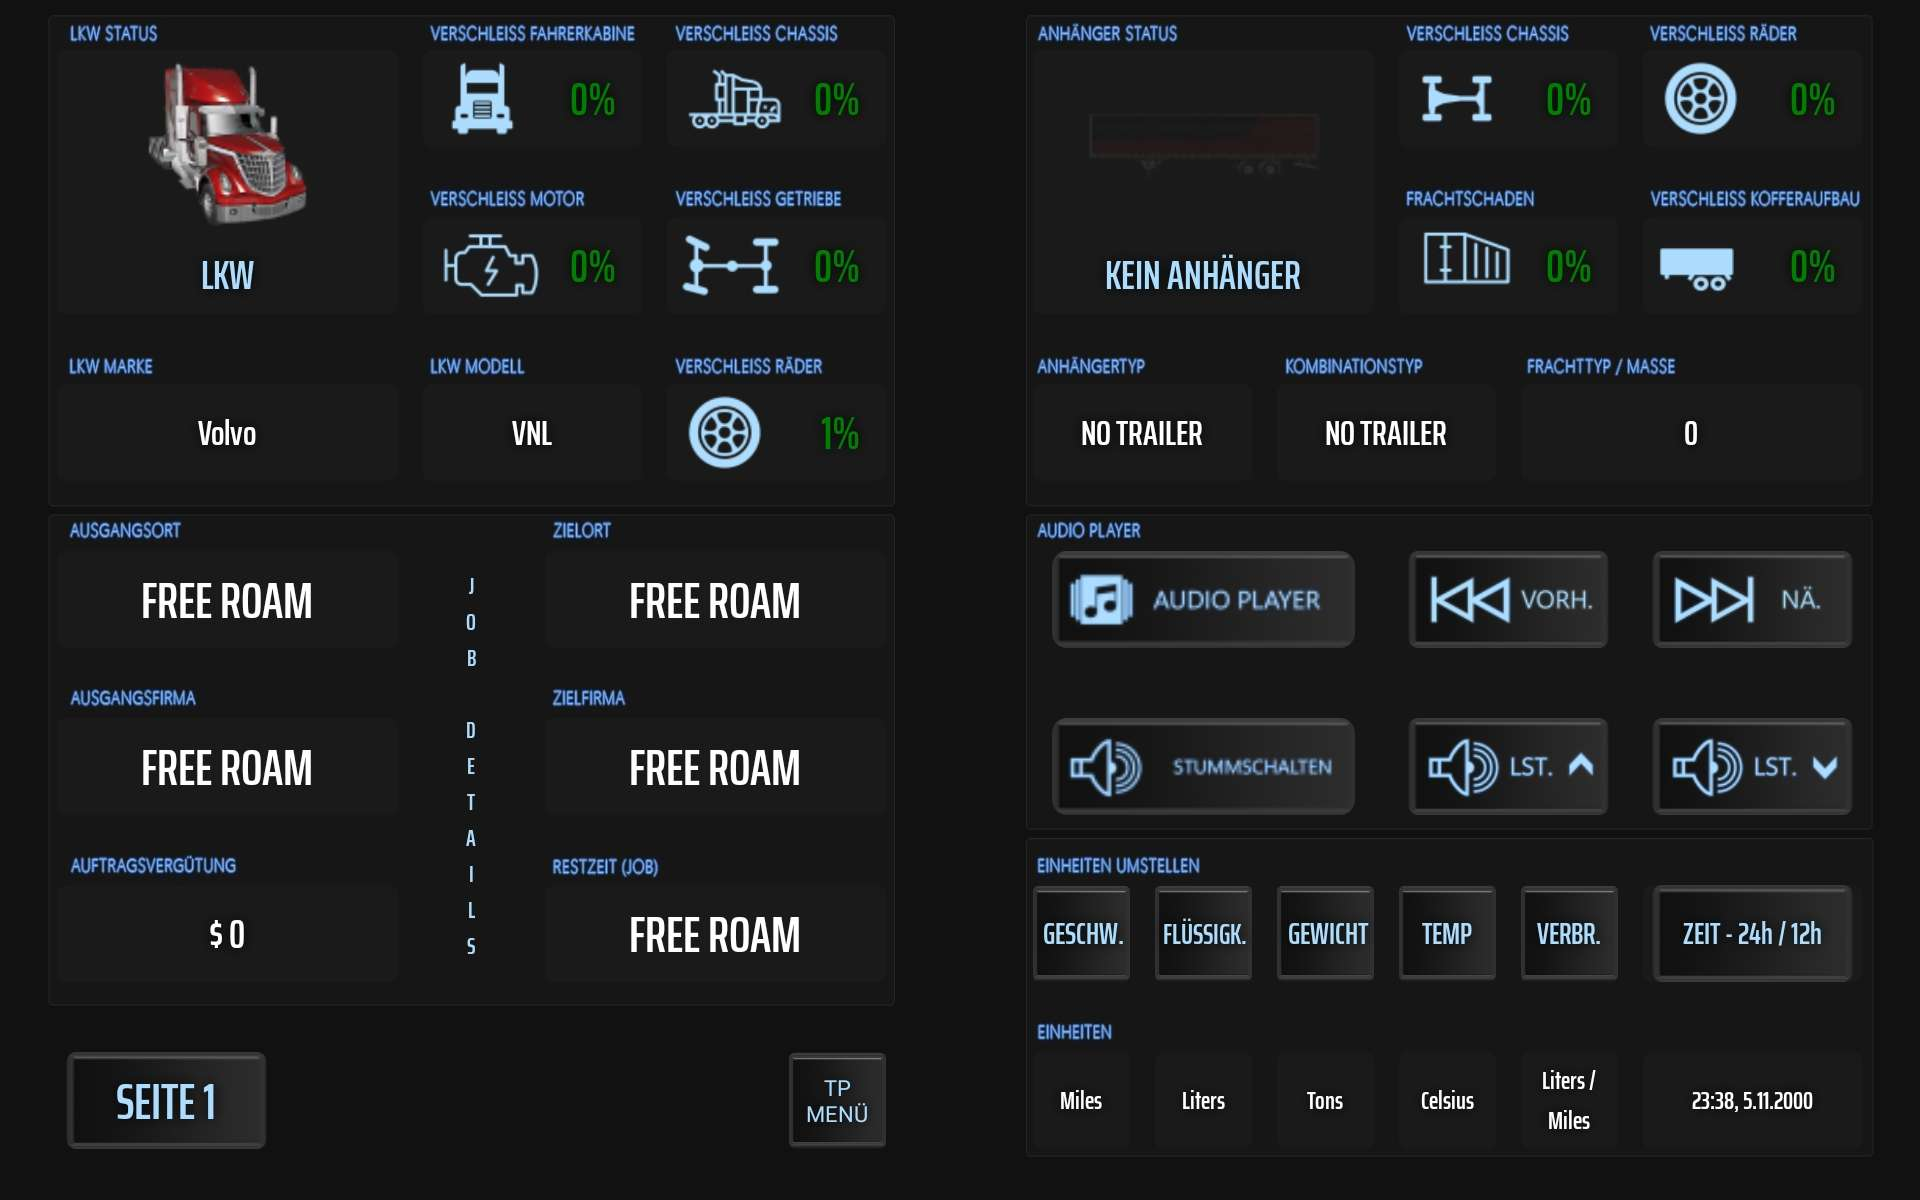 LKW STATUS
VERSCHLEISS FAHRERKABINE
VERSCHLEISS CHASSIS
0%
0%
VERSCHLEISS MOTOR
VERSCHLEISS GETRIEBE
0%
0%
LKW
LKW MARKE
LKW MODELL
VERSCHLEISS RÄDER
Volvo
VNL
1%
ANHÄNGER STATUS
VERSCHLEISS CHASSIS
VERSCHLEISS RÄDER
0%
0%
FRACHTSCHADEN
VERSCHLEISS KOFFERAUFBAU
0%
0%
KEIN ANHÄNGER
ANHÄNGERTYP
KOMBINATIONSTYP
FRACHTTYP / MASSE
NO TRAILER
NO TRAILER
0
AUSGANGSORT
ZIELORT
FREE ROAM
FREE ROAM
JOB DETAILS
AUSGANGSFIRMA
ZIELFIRMA
FREE ROAM
FREE ROAM
AUFTRAGSVERGÜTUNG
RESTZEIT (JOB)
$ 0
FREE ROAM
AUDIO PLAYER
AUDIO PLAYER
VORH.
NÄ.
STUMMSCHALTEN
LST.
LST.
EINHEITEN UMSTELLEN
GESCHW.
FLÜSSIGK.
GEWICHT
TEMP
VERBR.
ZEIT - 24h / 12h
EINHEITEN
Miles
Liters
Tons
Celsius
Liters /
Miles
23:38, 5.11.2000
SEITE 1
TP
MENÜ